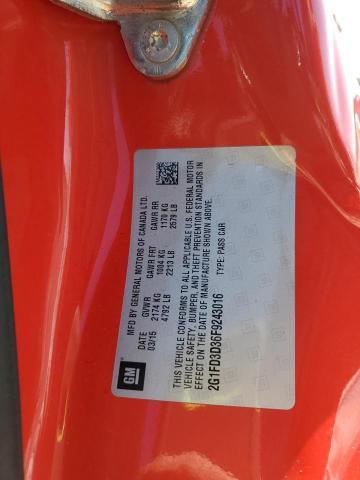 MFD BY GENERAL MOTORS OF CANADA LTD.
DATE GVWR GAWR FRT GAWR RR
03/15 2174 KG 1004 KG 1170 KG
4792 LB 2213 LB 2579 LB
THIS VEHICLE CONFORMS TO ALL APPLICABLE U.S. FEDERAL MOTOR
VEHICLE SAFETY, BUMPER, AND THEFT PREVENTION STANDARDS IN
EFFECT ON THE DATE OF MANUFACTURE SHOWN ABOVE.
2G1FD3D36F9243016 TYPE: PASS CAR
GM